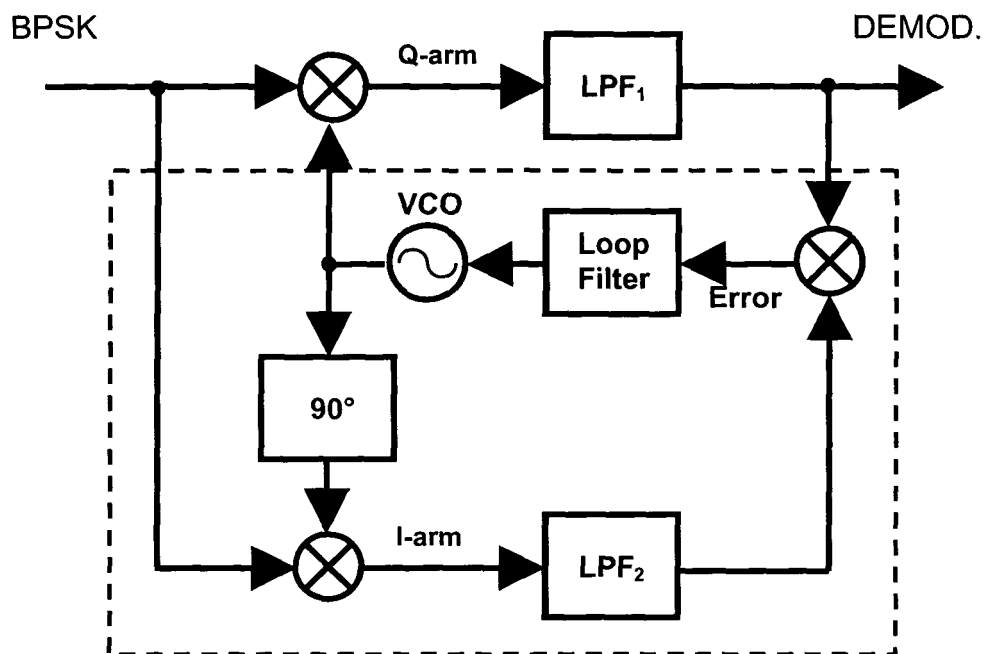 BPSK
DEMOD.
Q-arm
LPF₁
VCO
Loop
Filter
Error
90°
I-arm
LPF₂